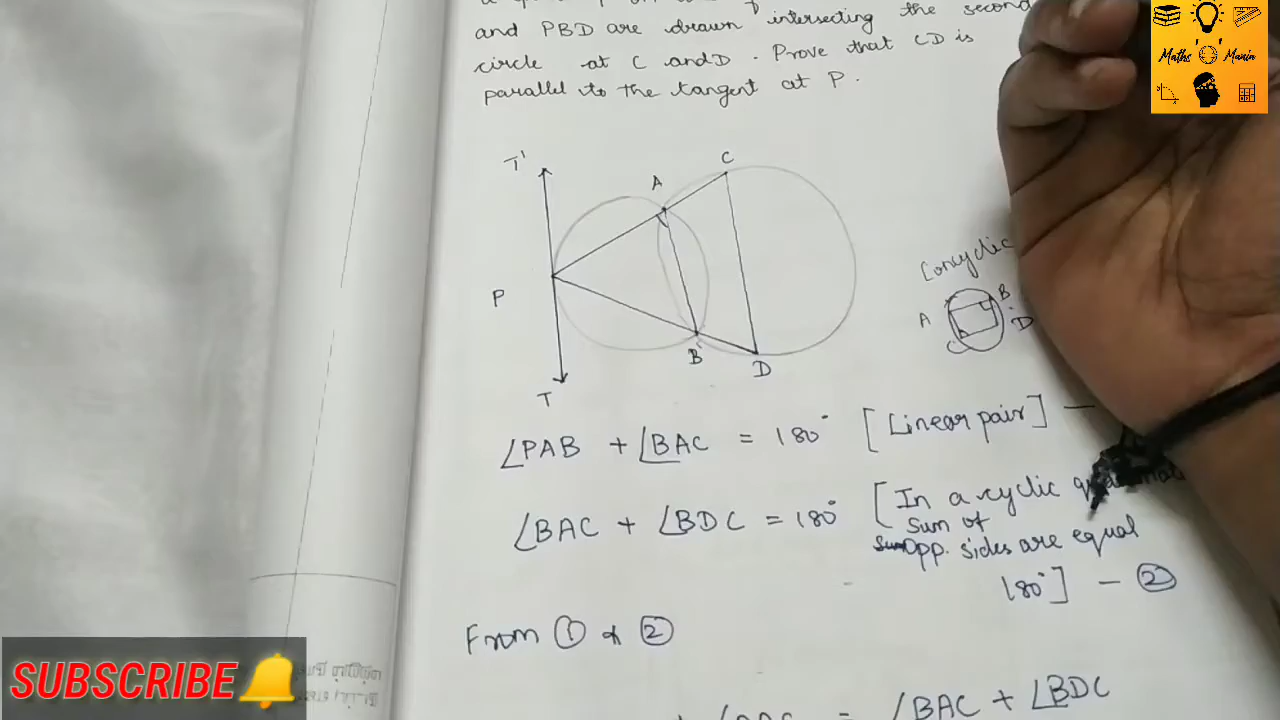 and PBD are drawn intersecting the second
circle at C and D. Prove that CD is
parallel to the tangent at P.
Maths Mania
T'
C
A
P
B
D
T
Concyclic
B
A
D
C
∠PAB + ∠BAC = 180° [Linear pair] —
∠BAC + ∠BDC = 180° [In a cyclic
Sum of
Opp. sides are equal
180°] — ②
From ① & ②
∠BAC + ∠BDC
SUBSCRIBE